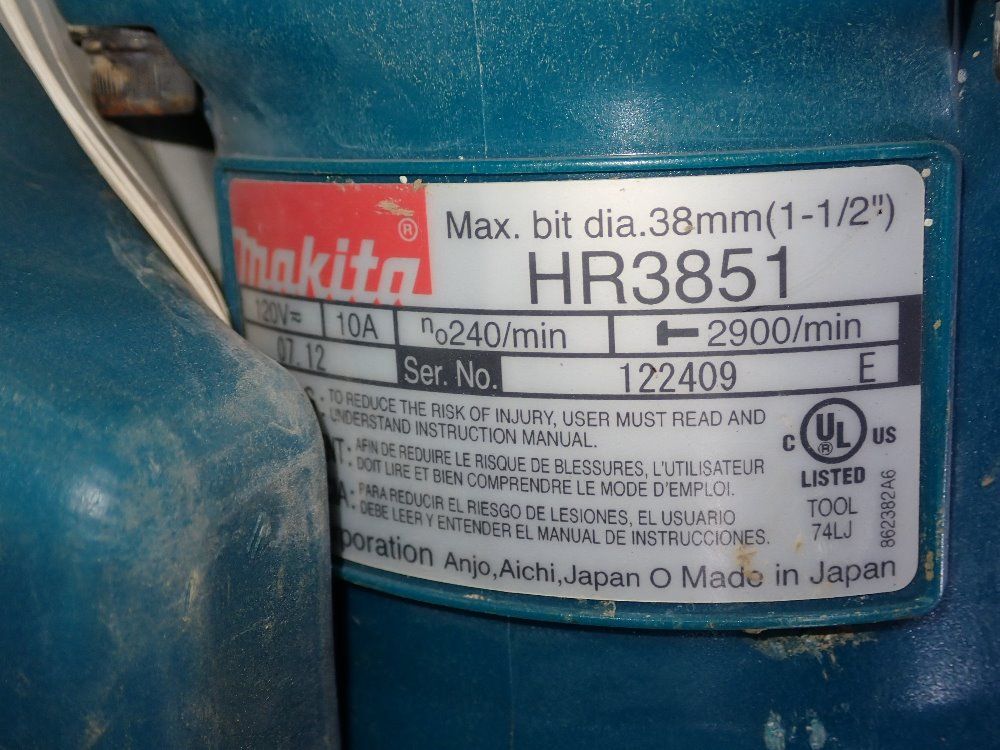 makita ®
Max. bit dia.38mm(1-1/2")
HR3851
120V≂ 10A n₀240/min 2900/min
07.12 Ser. No. 122409 E
· TO REDUCE THE RISK OF INJURY, USER MUST READ AND
UNDERSTAND INSTRUCTION MANUAL.
· AFIN DE REDUIRE LE RISQUE DE BLESSURES, L'UTILISATEUR
DOIT LIRE ET BIEN COMPRENDRE LE MODE D'EMPLOI.
· PARA REDUCIR EL RIESGO DE LESIONES, EL USUARIO
DEBE LEER Y ENTENDER EL MANUAL DE INSTRUCCIONES.
C UL US
LISTED
TOOL
74LJ
862382A6
Anjo,Aichi,Japan O Made in Japan